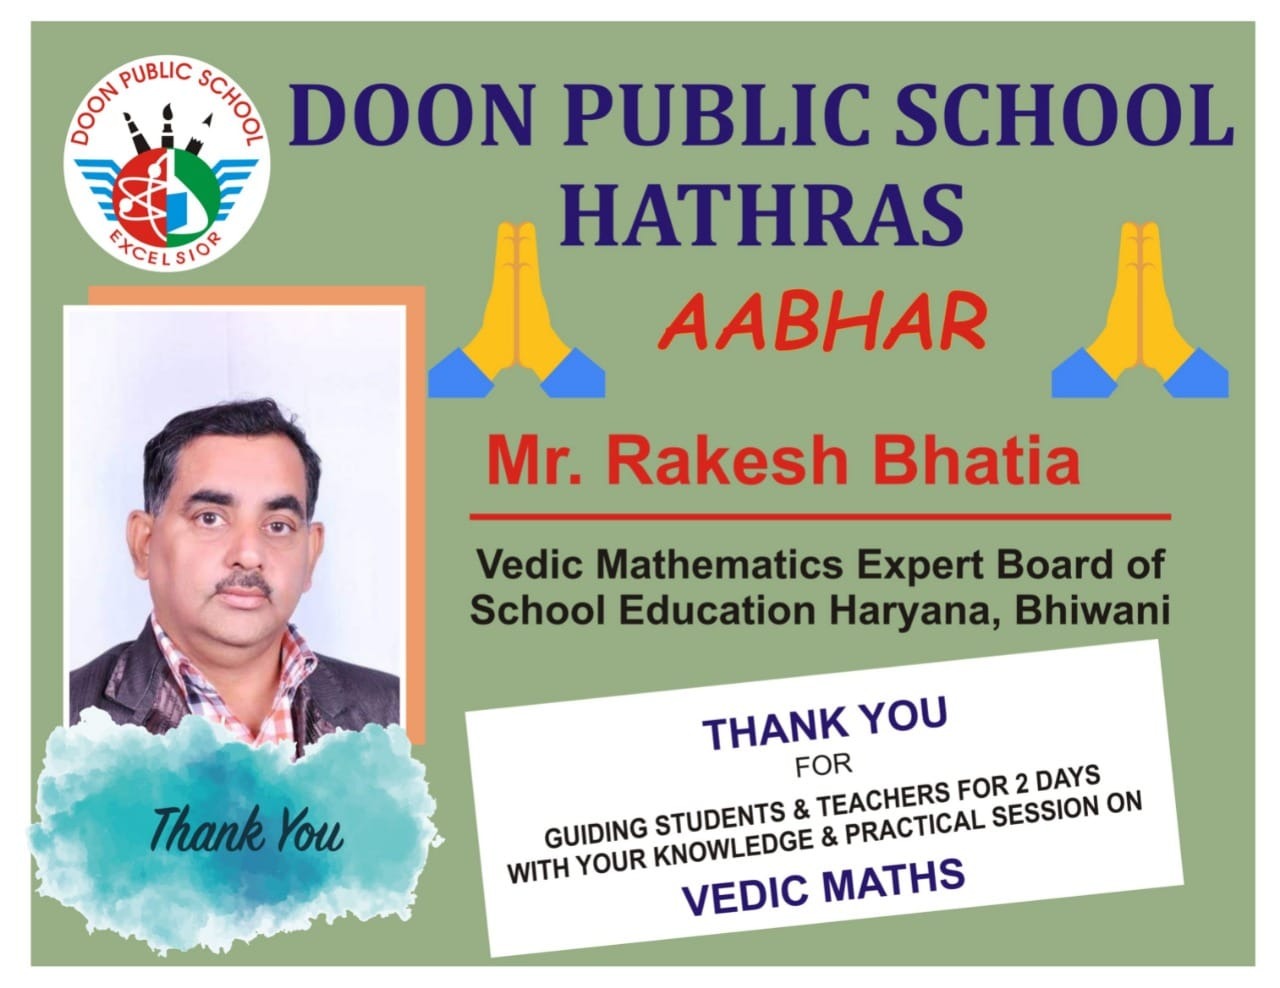 DOON PUBLIC SCHOOL
EXCELSIOR
DOON PUBLIC SCHOOL
HATHRAS
AABHAR
Mr. Rakesh Bhatia
Vedic Mathematics Expert Board of
School Education Haryana, Bhiwani
THANK YOU
FOR
GUIDING STUDENTS & TEACHERS FOR 2 DAYS
WITH YOUR KNOWLEDGE & PRACTICAL SESSION ON
VEDIC MATHS
Thank You